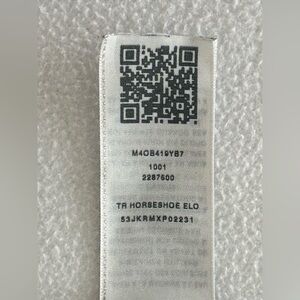 M4OB419YB7
1001
2287600
TR HORSESHOE ELO
53JKRMXP02231